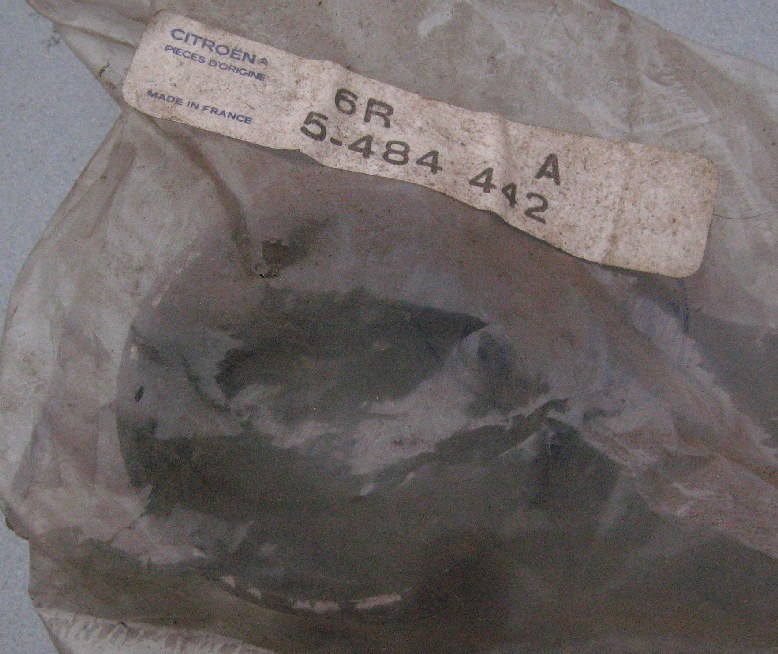 CITROËN
PIECES D'ORIGINE
MADE IN FRANCE
6R
A
5-484 442